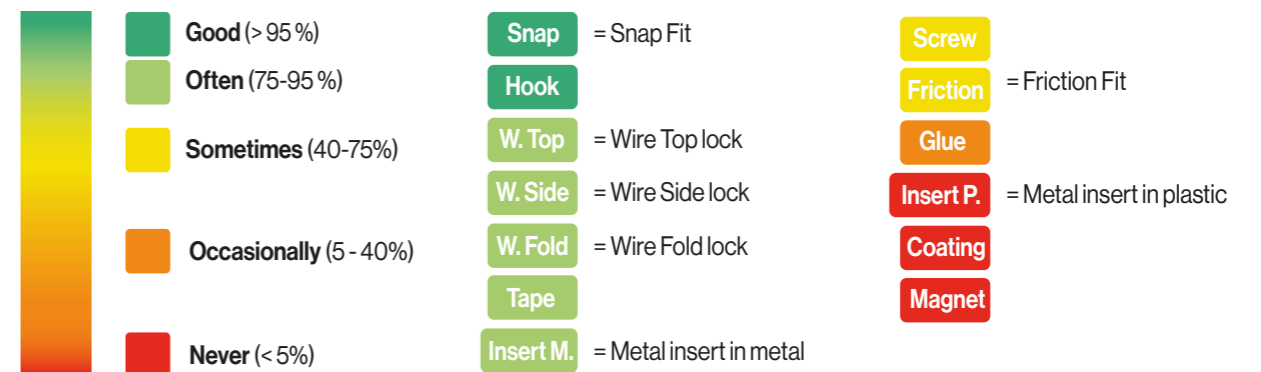 Good (> 95 %)
Often (75-95 %)
Sometimes (40-75%)
Occasionally (5 - 40%)
Never (< 5%)
Snap = Snap Fit
Hook
W. Top = Wire Top lock
W. Side = Wire Side lock
W. Fold = Wire Fold lock
Tape
Insert M. = Metal insert in metal
Screw
Friction = Friction Fit
Glue
Insert P. = Metal insert in plastic
Coating
Magnet